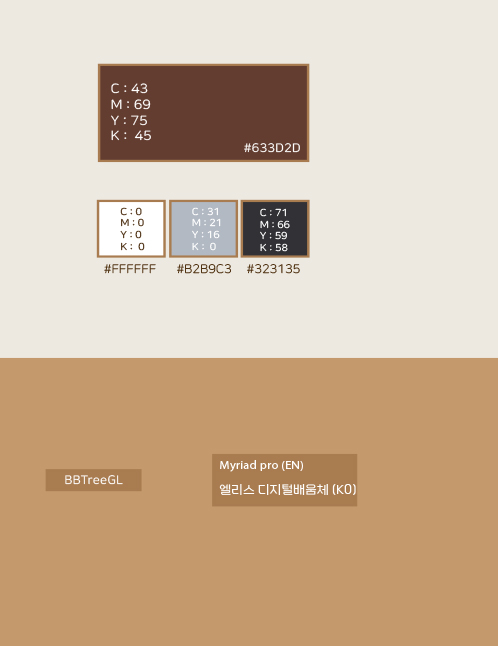 C : 43
M : 69
Y : 75
K :  45
#633D2D
C : 0
M : 0
Y : 0
K :  0
#FFFFFF
C : 31
M : 21
Y : 16
K :  0
#B2B9C3
C : 71
M : 66
Y : 59
K : 58
#323135
BBTreeGL
Myriad pro (EN)
엘리스 디지털배움체 (KO)